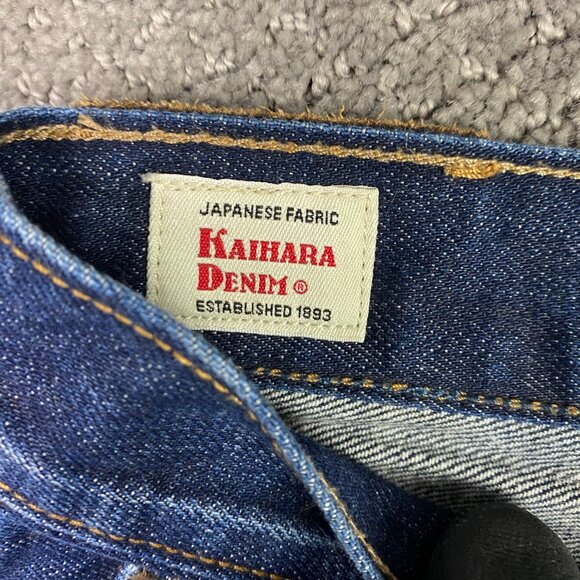 JAPANESE FABRIC
KAIHARA
DENIM ®
ESTABLISHED 1893